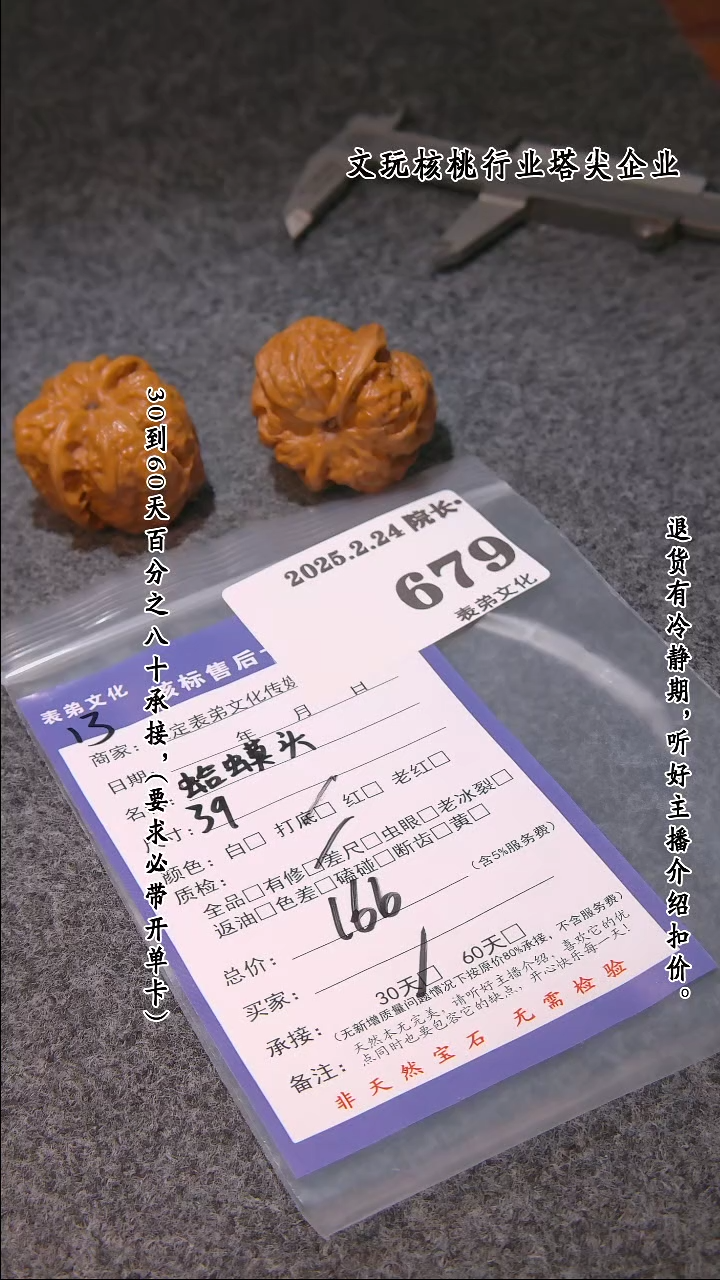 文玩核桃行业塔尖企业
30到60天百分之八十承接，(要求必带开单卡)
退货有冷静期，听好主播介绍扣价。
2025.2.24 院长
679
表弟文化
表弟文化 核标售后
13
商家：定表弟文化传媒
日期： 年 月 日
名 蛤蟆头
尺寸：39
颜色：白□ 打底□ 红□ 老红□
质检：
全品□有修□差尺□虫眼□老冰裂□
返油□色差□磕碰□断齿□黄□
总价： 166 (含5%服务费)
买家：
30天□ 60天□
承接：(无新增质量问题情况下按原价80%承接，不含服务费)
备注：天然本无完美，请听好主播介绍，喜欢它的优
点同时也要包容它的缺点，开心快乐每一天！
非天然宝石 无需检验